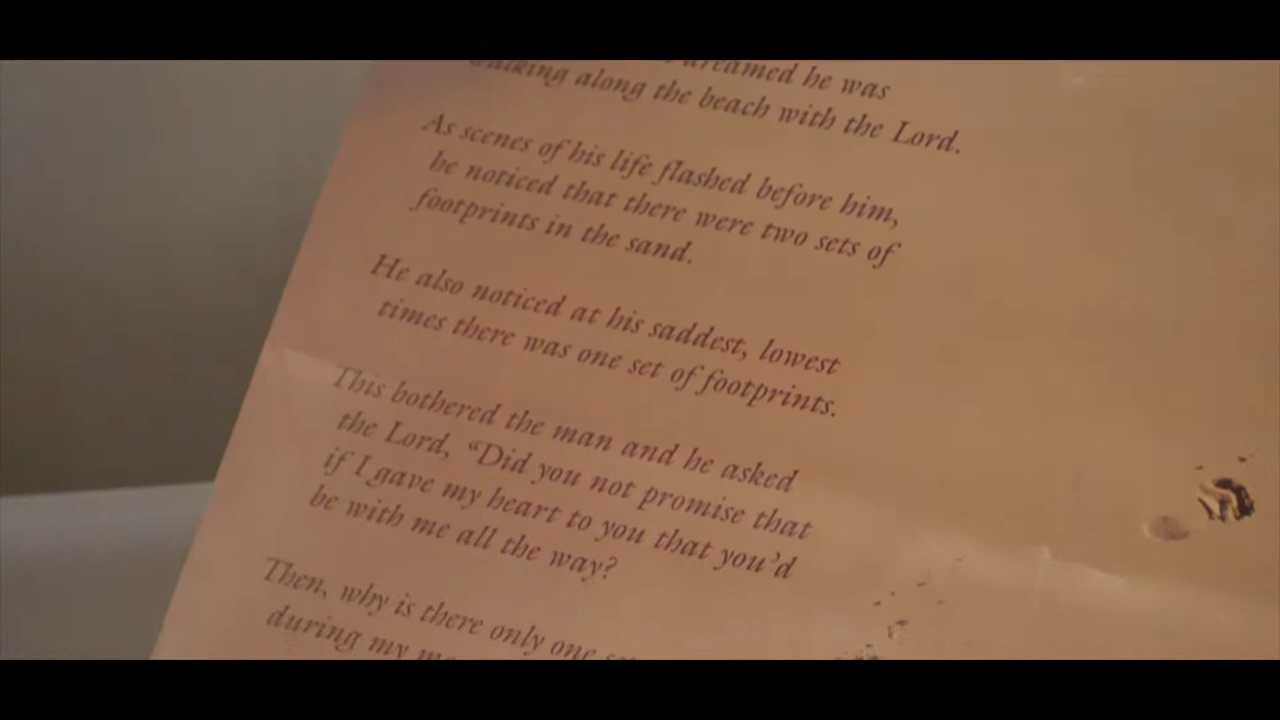 dreamed he was
walking along the beach with the Lord.
As scenes of his life flashed before him,
he noticed that there were two sets of
footprints in the sand.
He also noticed at his saddest, lowest
times there was one set of footprints.
This bothered the man and he asked
the Lord, “Did you not promise that
if I gave my heart to you that you’d
be with me all the way?
Then, why is there only one
during my